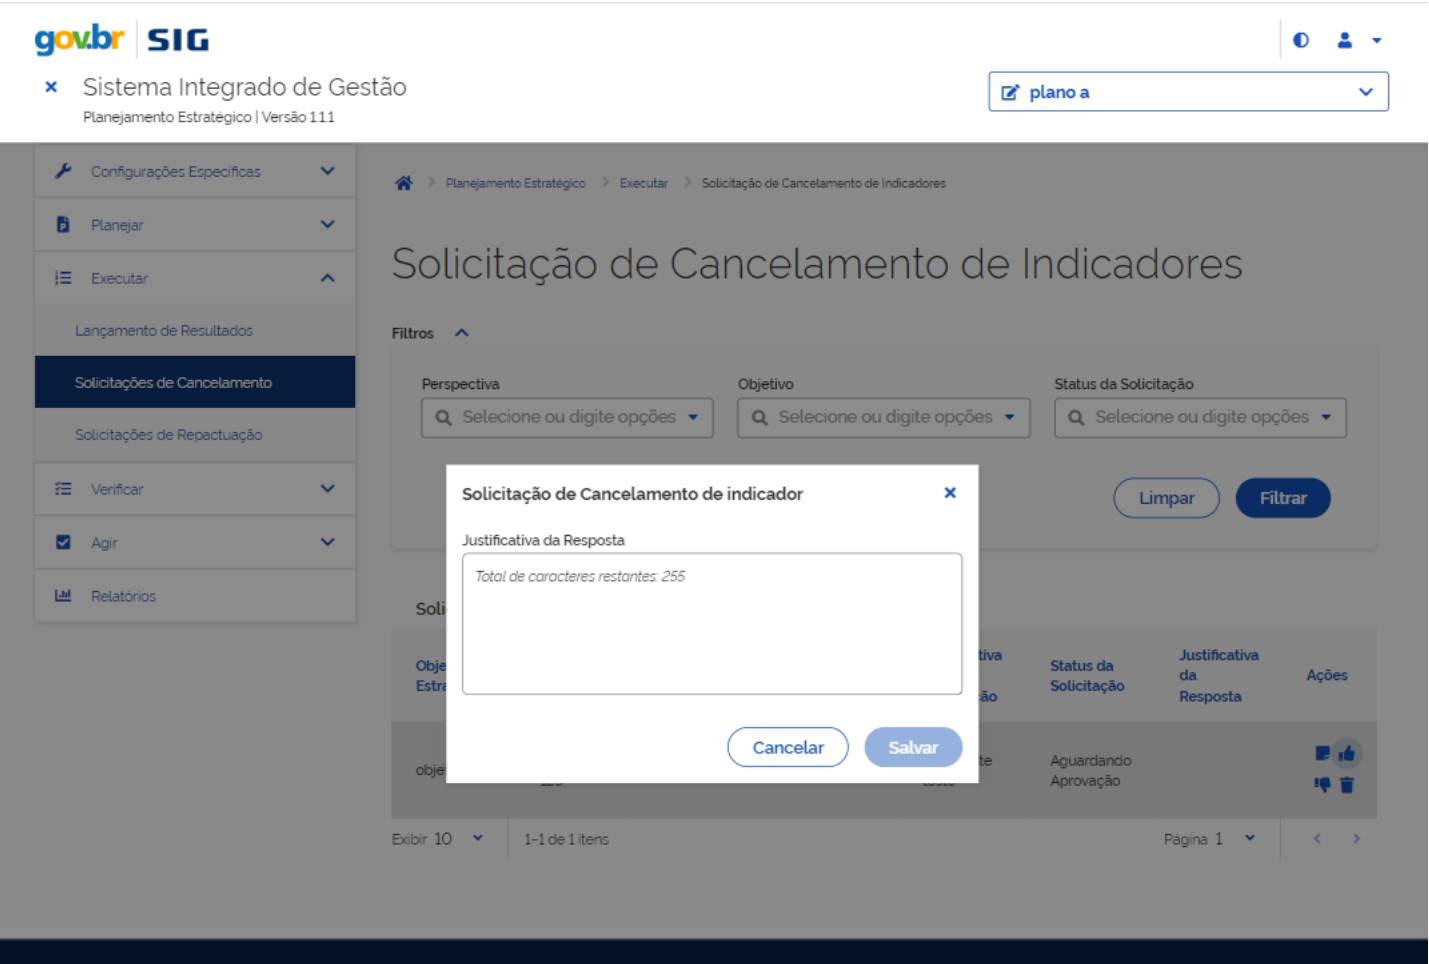 gov.br SIG
Sistema Integrado de Gestão
Planejamento Estratégico | Versão 1.1.1
plano a
Configurações Específicas
Planejar
Executar
Lançamento de Resultados
Solicitações de Cancelamento
Solicitações de Repactuação
Verificar
Agir
Relatórios
Planejamento Estratégico > Executar > Solicitação de Cancelamento de Indicadores
Solicitação de Cancelamento de Indicadores
Filtros
Perspectiva Objetivo Status da Solicitação
Selecione ou digite opções Selecione ou digite opções Selecione ou digite opções
Limpar Filtrar
Solicitação de Cancelamento de indicador
Justificativa da Resposta
Total de caracteres restantes: 255
Cancelar Salvar
Status da
Solicitação
Justificativa
da
Resposta
Ações
Aguardando
Aprovação
Exibir 10 1-1 de 1 itens Página 1